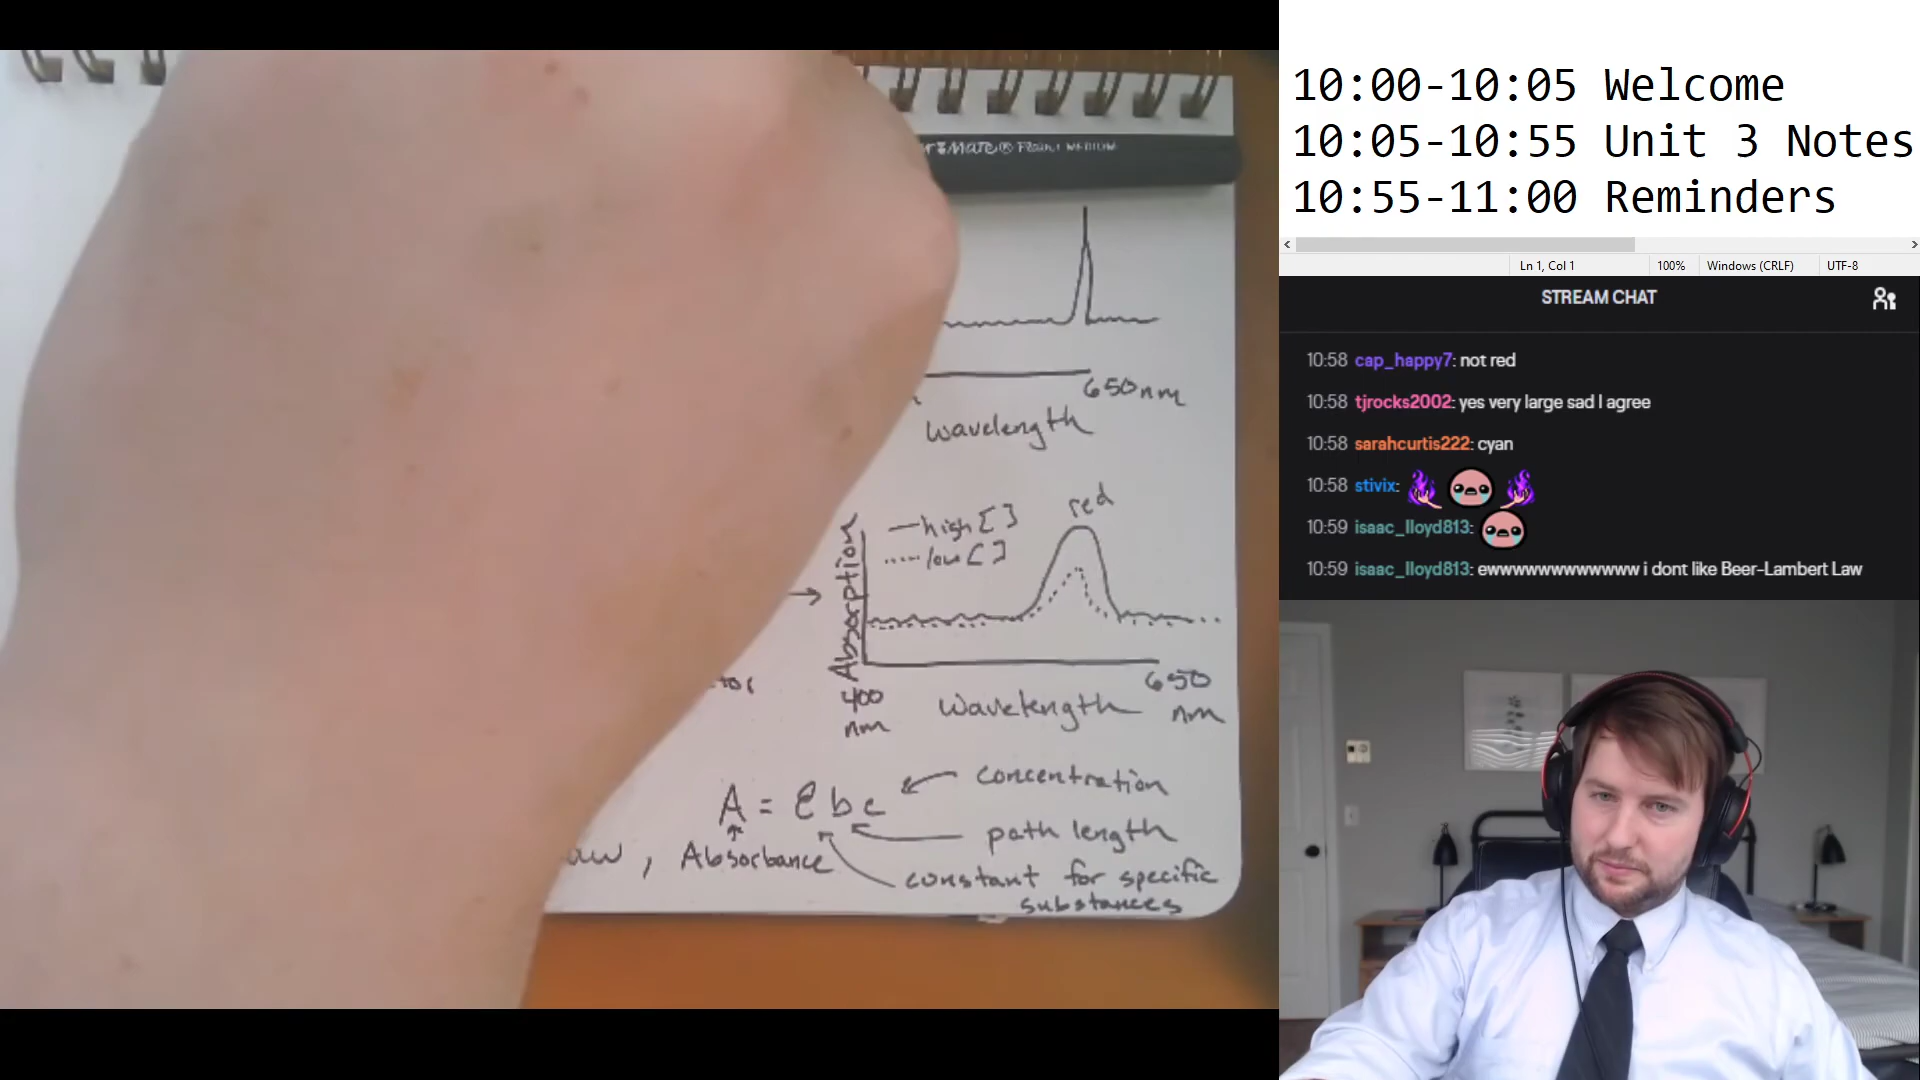 650nm
wavelength
red
high [ ]
low [ ]
Absorption
400
nm
wavelength
650
nm
A = εbc
concentration
path length
Absorbance
constant for specific
substances
10:00-10:05 Welcome
10:05-10:55 Unit 3 Notes
10:55-11:00 Reminders
Ln 1, Col 1
100%
Windows (CRLF)
UTF-8
STREAM CHAT
10:58 cap_happy7: not red
10:58 tjrocks2002: yes very large sad I agree
10:58 sarahcurtis222: cyan
10:58 stivix:
10:59 isaac_lloyd813:
10:59 isaac_lloyd813: ewwwwwwwwwwww i dont like Beer-Lambert Law